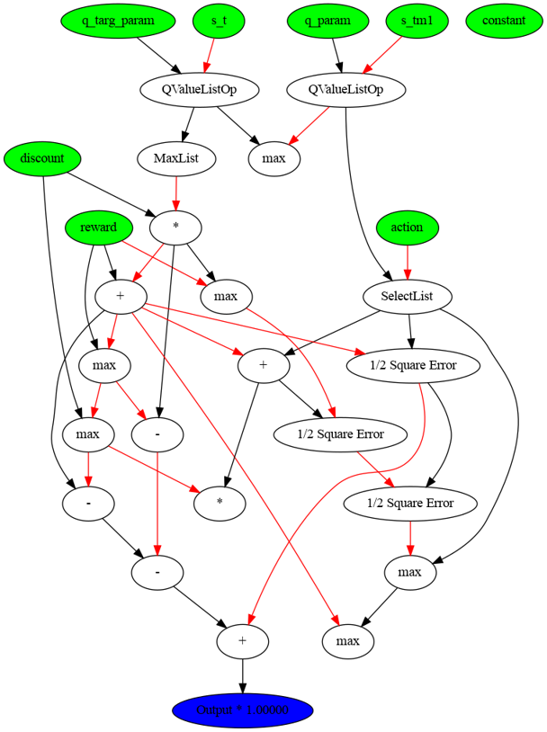 q_targ_param
s_t
q_param
s_tm1
constant
QValueListOp
QValueListOp
discount
MaxList
max
reward
*
action
+
max
SelectList
max
+
1/2 Square Error
max
-
1/2 Square Error
-
*
1/2 Square Error
-
max
+
max
Output * 1.00000